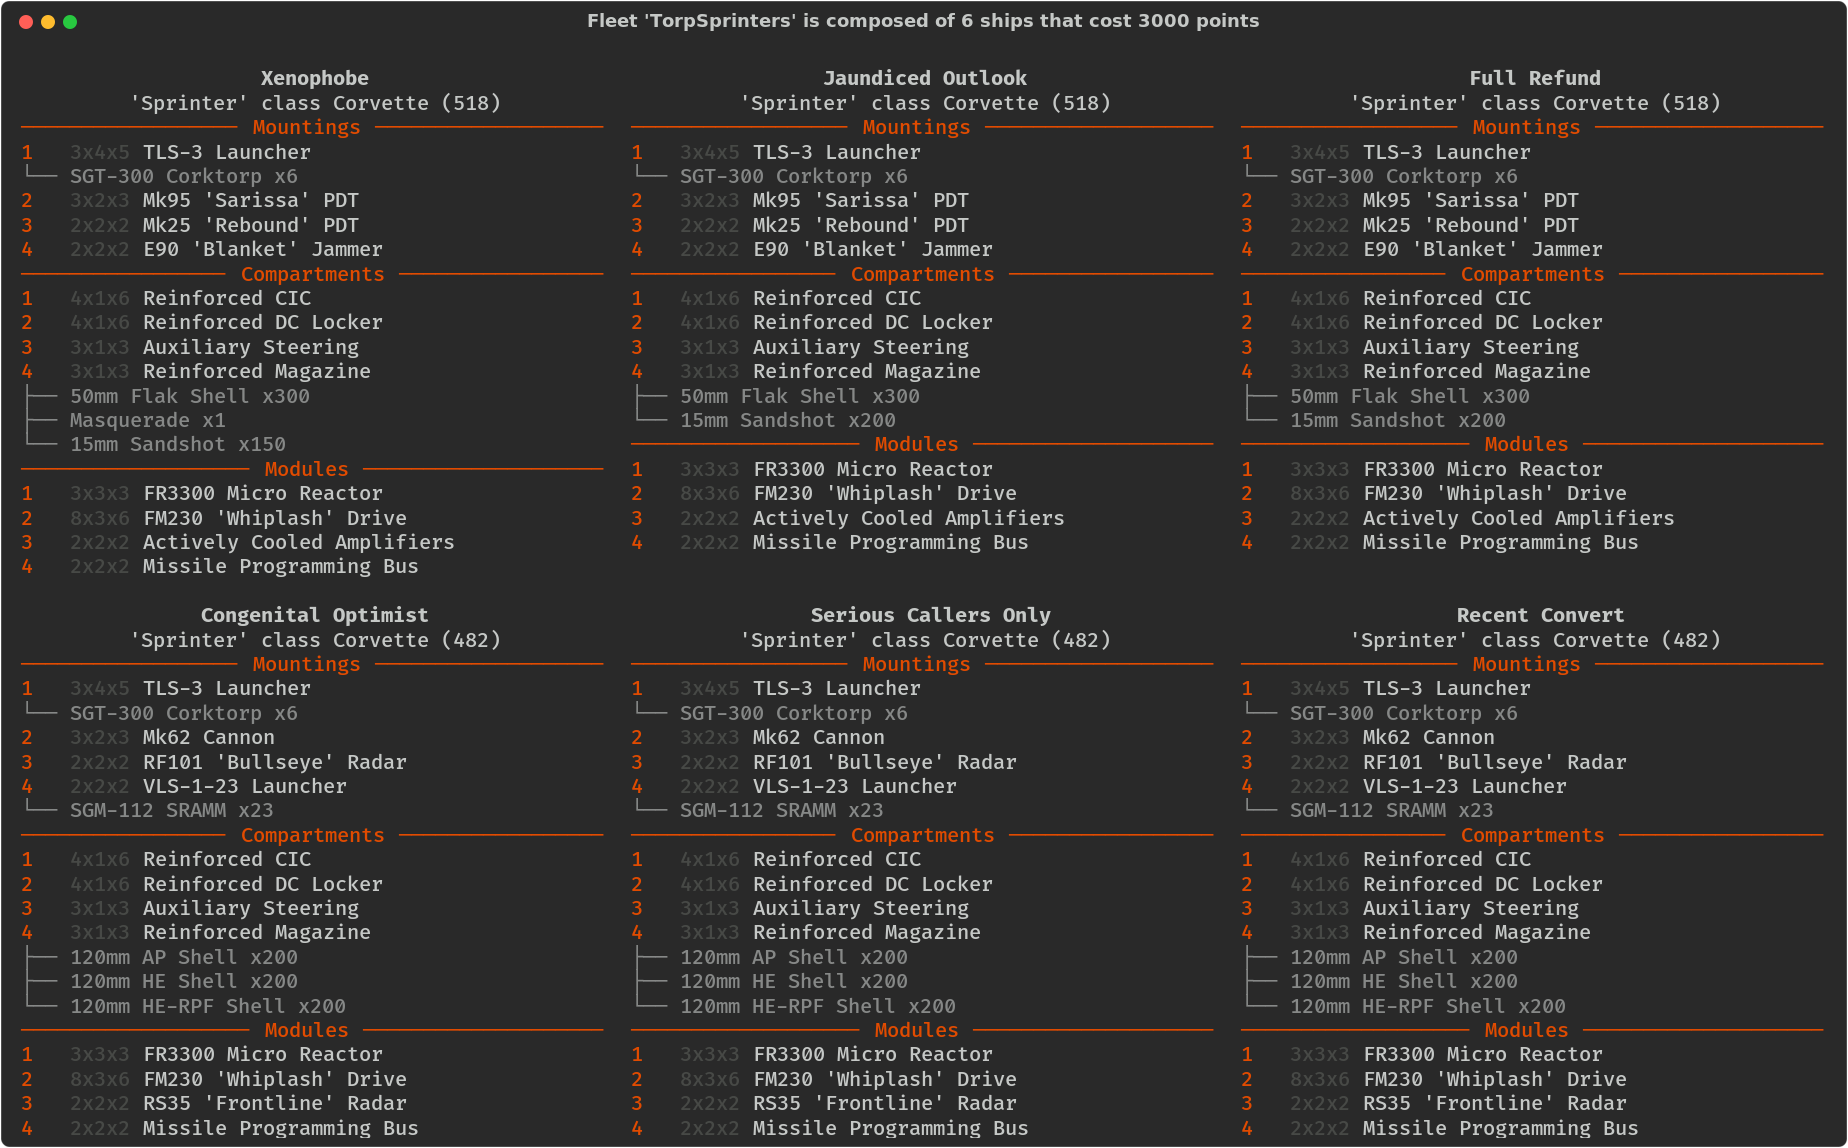 Fleet 'TorpSprinters' is composed of 6 ships that cost 3000 points
Xenophobe
'Sprinter' class Corvette (518)
Mountings
1 3x4x5 TLS-3 Launcher
SGT-300 Corktorp x6
2 3x2x3 Mk95 'Sarissa' PDT
3 2x2x2 Mk25 'Rebound' PDT
4 2x2x2 E90 'Blanket' Jammer
Compartments
1 4x1x6 Reinforced CIC
2 4x1x6 Reinforced DC Locker
3 3x1x3 Auxiliary Steering
4 3x1x3 Reinforced Magazine
50mm Flak Shell x300
Masquerade x1
15mm Sandshot x150
Modules
1 3x3x3 FR3300 Micro Reactor
2 8x3x6 FM230 'Whiplash' Drive
3 2x2x2 Actively Cooled Amplifiers
4 2x2x2 Missile Programming Bus
Jaundiced Outlook
'Sprinter' class Corvette (518)
Mountings
1 3x4x5 TLS-3 Launcher
SGT-300 Corktorp x6
2 3x2x3 Mk95 'Sarissa' PDT
3 2x2x2 Mk25 'Rebound' PDT
4 2x2x2 E90 'Blanket' Jammer
Compartments
1 4x1x6 Reinforced CIC
2 4x1x6 Reinforced DC Locker
3 3x1x3 Auxiliary Steering
4 3x1x3 Reinforced Magazine
50mm Flak Shell x300
15mm Sandshot x200
Modules
1 3x3x3 FR3300 Micro Reactor
2 8x3x6 FM230 'Whiplash' Drive
3 2x2x2 Actively Cooled Amplifiers
4 2x2x2 Missile Programming Bus
Full Refund
'Sprinter' class Corvette (518)
Mountings
1 3x4x5 TLS-3 Launcher
SGT-300 Corktorp x6
2 3x2x3 Mk95 'Sarissa' PDT
3 2x2x2 Mk25 'Rebound' PDT
4 2x2x2 E90 'Blanket' Jammer
Compartments
1 4x1x6 Reinforced CIC
2 4x1x6 Reinforced DC Locker
3 3x1x3 Auxiliary Steering
4 3x1x3 Reinforced Magazine
50mm Flak Shell x300
15mm Sandshot x200
Modules
1 3x3x3 FR3300 Micro Reactor
2 8x3x6 FM230 'Whiplash' Drive
3 2x2x2 Actively Cooled Amplifiers
4 2x2x2 Missile Programming Bus
Congenital Optimist
'Sprinter' class Corvette (482)
Mountings
1 3x4x5 TLS-3 Launcher
SGT-300 Corktorp x6
2 3x2x3 Mk62 Cannon
3 2x2x2 RF101 'Bullseye' Radar
4 2x2x2 VLS-1-23 Launcher
SGM-112 SRAMM x23
Compartments
1 4x1x6 Reinforced CIC
2 4x1x6 Reinforced DC Locker
3 3x1x3 Auxiliary Steering
4 3x1x3 Reinforced Magazine
120mm AP Shell x200
120mm HE Shell x200
120mm HE-RPF Shell x200
Modules
1 3x3x3 FR3300 Micro Reactor
2 8x3x6 FM230 'Whiplash' Drive
3 2x2x2 RS35 'Frontline' Radar
4 2x2x2 Missile Programming Bus
Serious Callers Only
'Sprinter' class Corvette (482)
Mountings
1 3x4x5 TLS-3 Launcher
SGT-300 Corktorp x6
2 3x2x3 Mk62 Cannon
3 2x2x2 RF101 'Bullseye' Radar
4 2x2x2 VLS-1-23 Launcher
SGM-112 SRAMM x23
Compartments
1 4x1x6 Reinforced CIC
2 4x1x6 Reinforced DC Locker
3 3x1x3 Auxiliary Steering
4 3x1x3 Reinforced Magazine
120mm AP Shell x200
120mm HE Shell x200
120mm HE-RPF Shell x200
Modules
1 3x3x3 FR3300 Micro Reactor
2 8x3x6 FM230 'Whiplash' Drive
3 2x2x2 RS35 'Frontline' Radar
4 2x2x2 Missile Programming Bus
Recent Convert
'Sprinter' class Corvette (482)
Mountings
1 3x4x5 TLS-3 Launcher
SGT-300 Corktorp x6
2 3x2x3 Mk62 Cannon
3 2x2x2 RF101 'Bullseye' Radar
4 2x2x2 VLS-1-23 Launcher
SGM-112 SRAMM x23
Compartments
1 4x1x6 Reinforced CIC
2 4x1x6 Reinforced DC Locker
3 3x1x3 Auxiliary Steering
4 3x1x3 Reinforced Magazine
120mm AP Shell x200
120mm HE Shell x200
120mm HE-RPF Shell x200
Modules
1 3x3x3 FR3300 Micro Reactor
2 8x3x6 FM230 'Whiplash' Drive
3 2x2x2 RS35 'Frontline' Radar
4 2x2x2 Missile Programming Bus